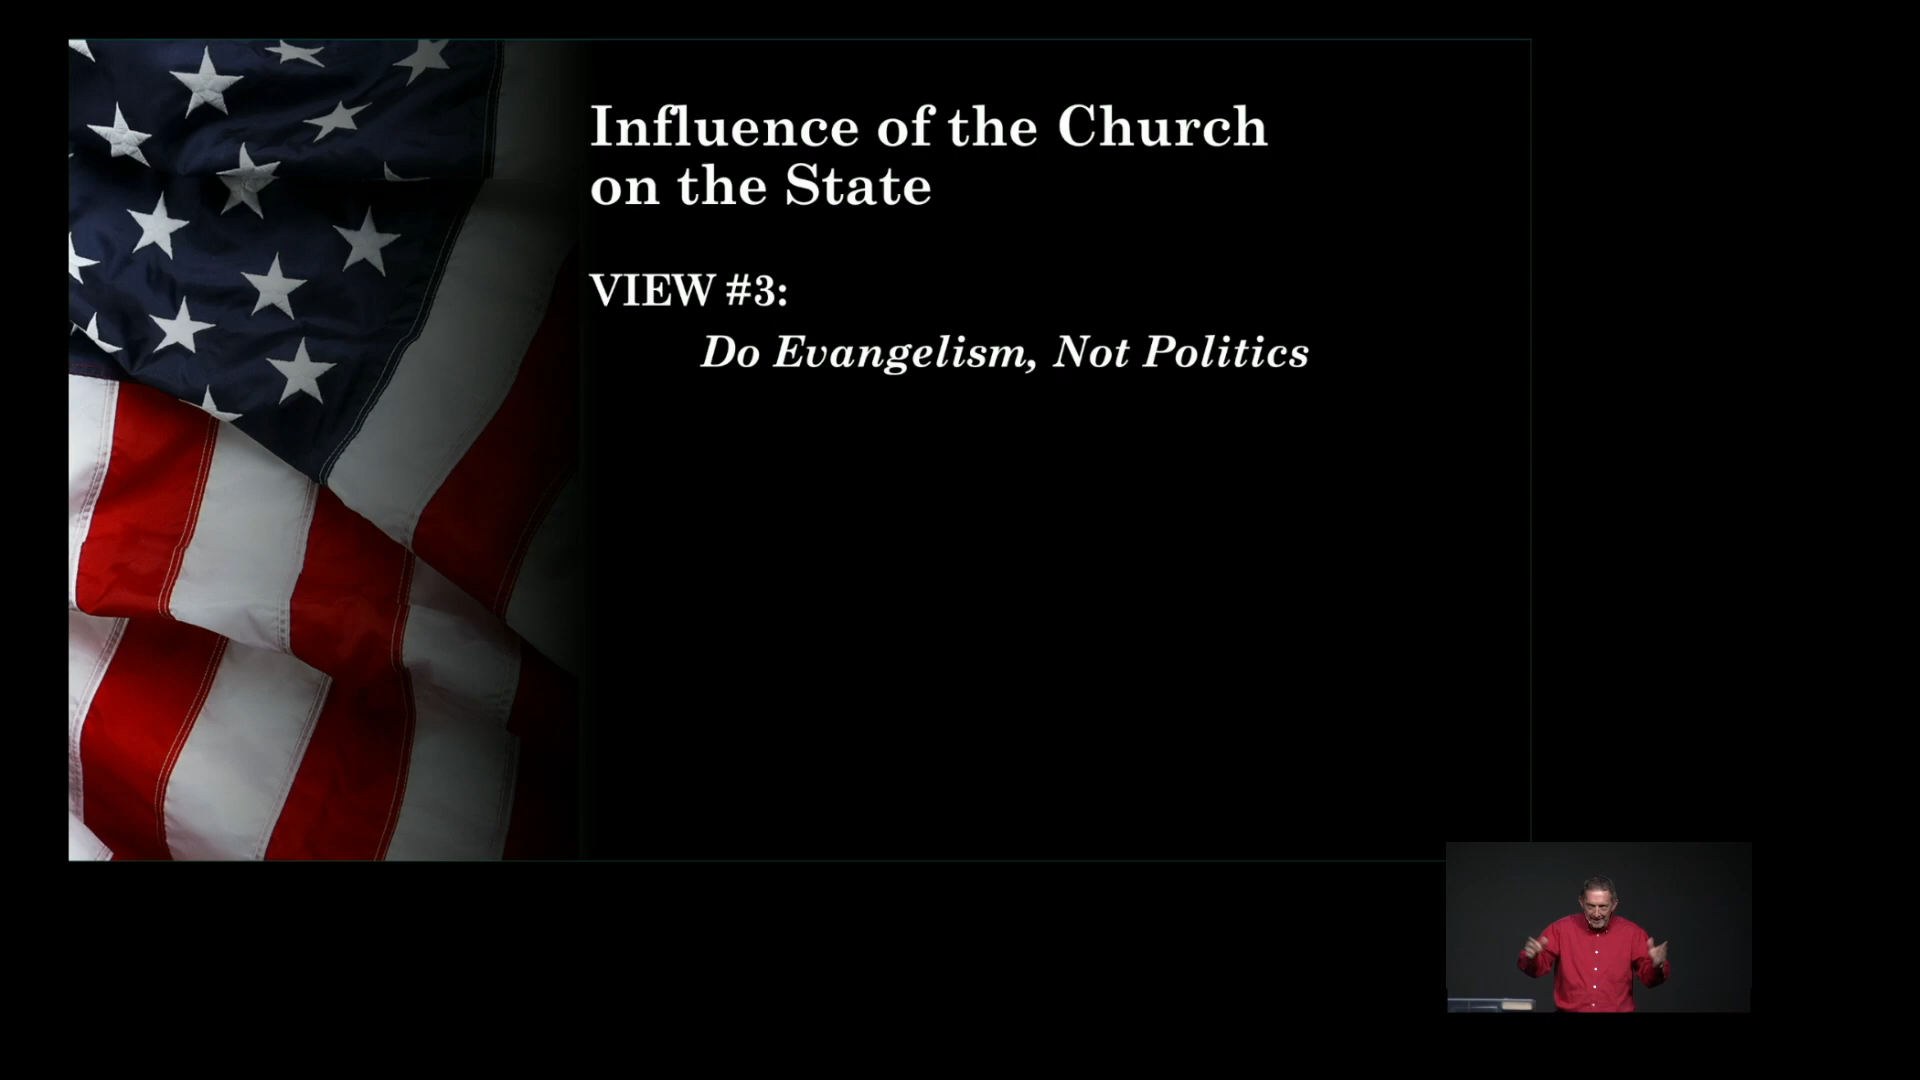 Influence of the Church
on the State
VIEW #3:
Do Evangelism, Not Politics